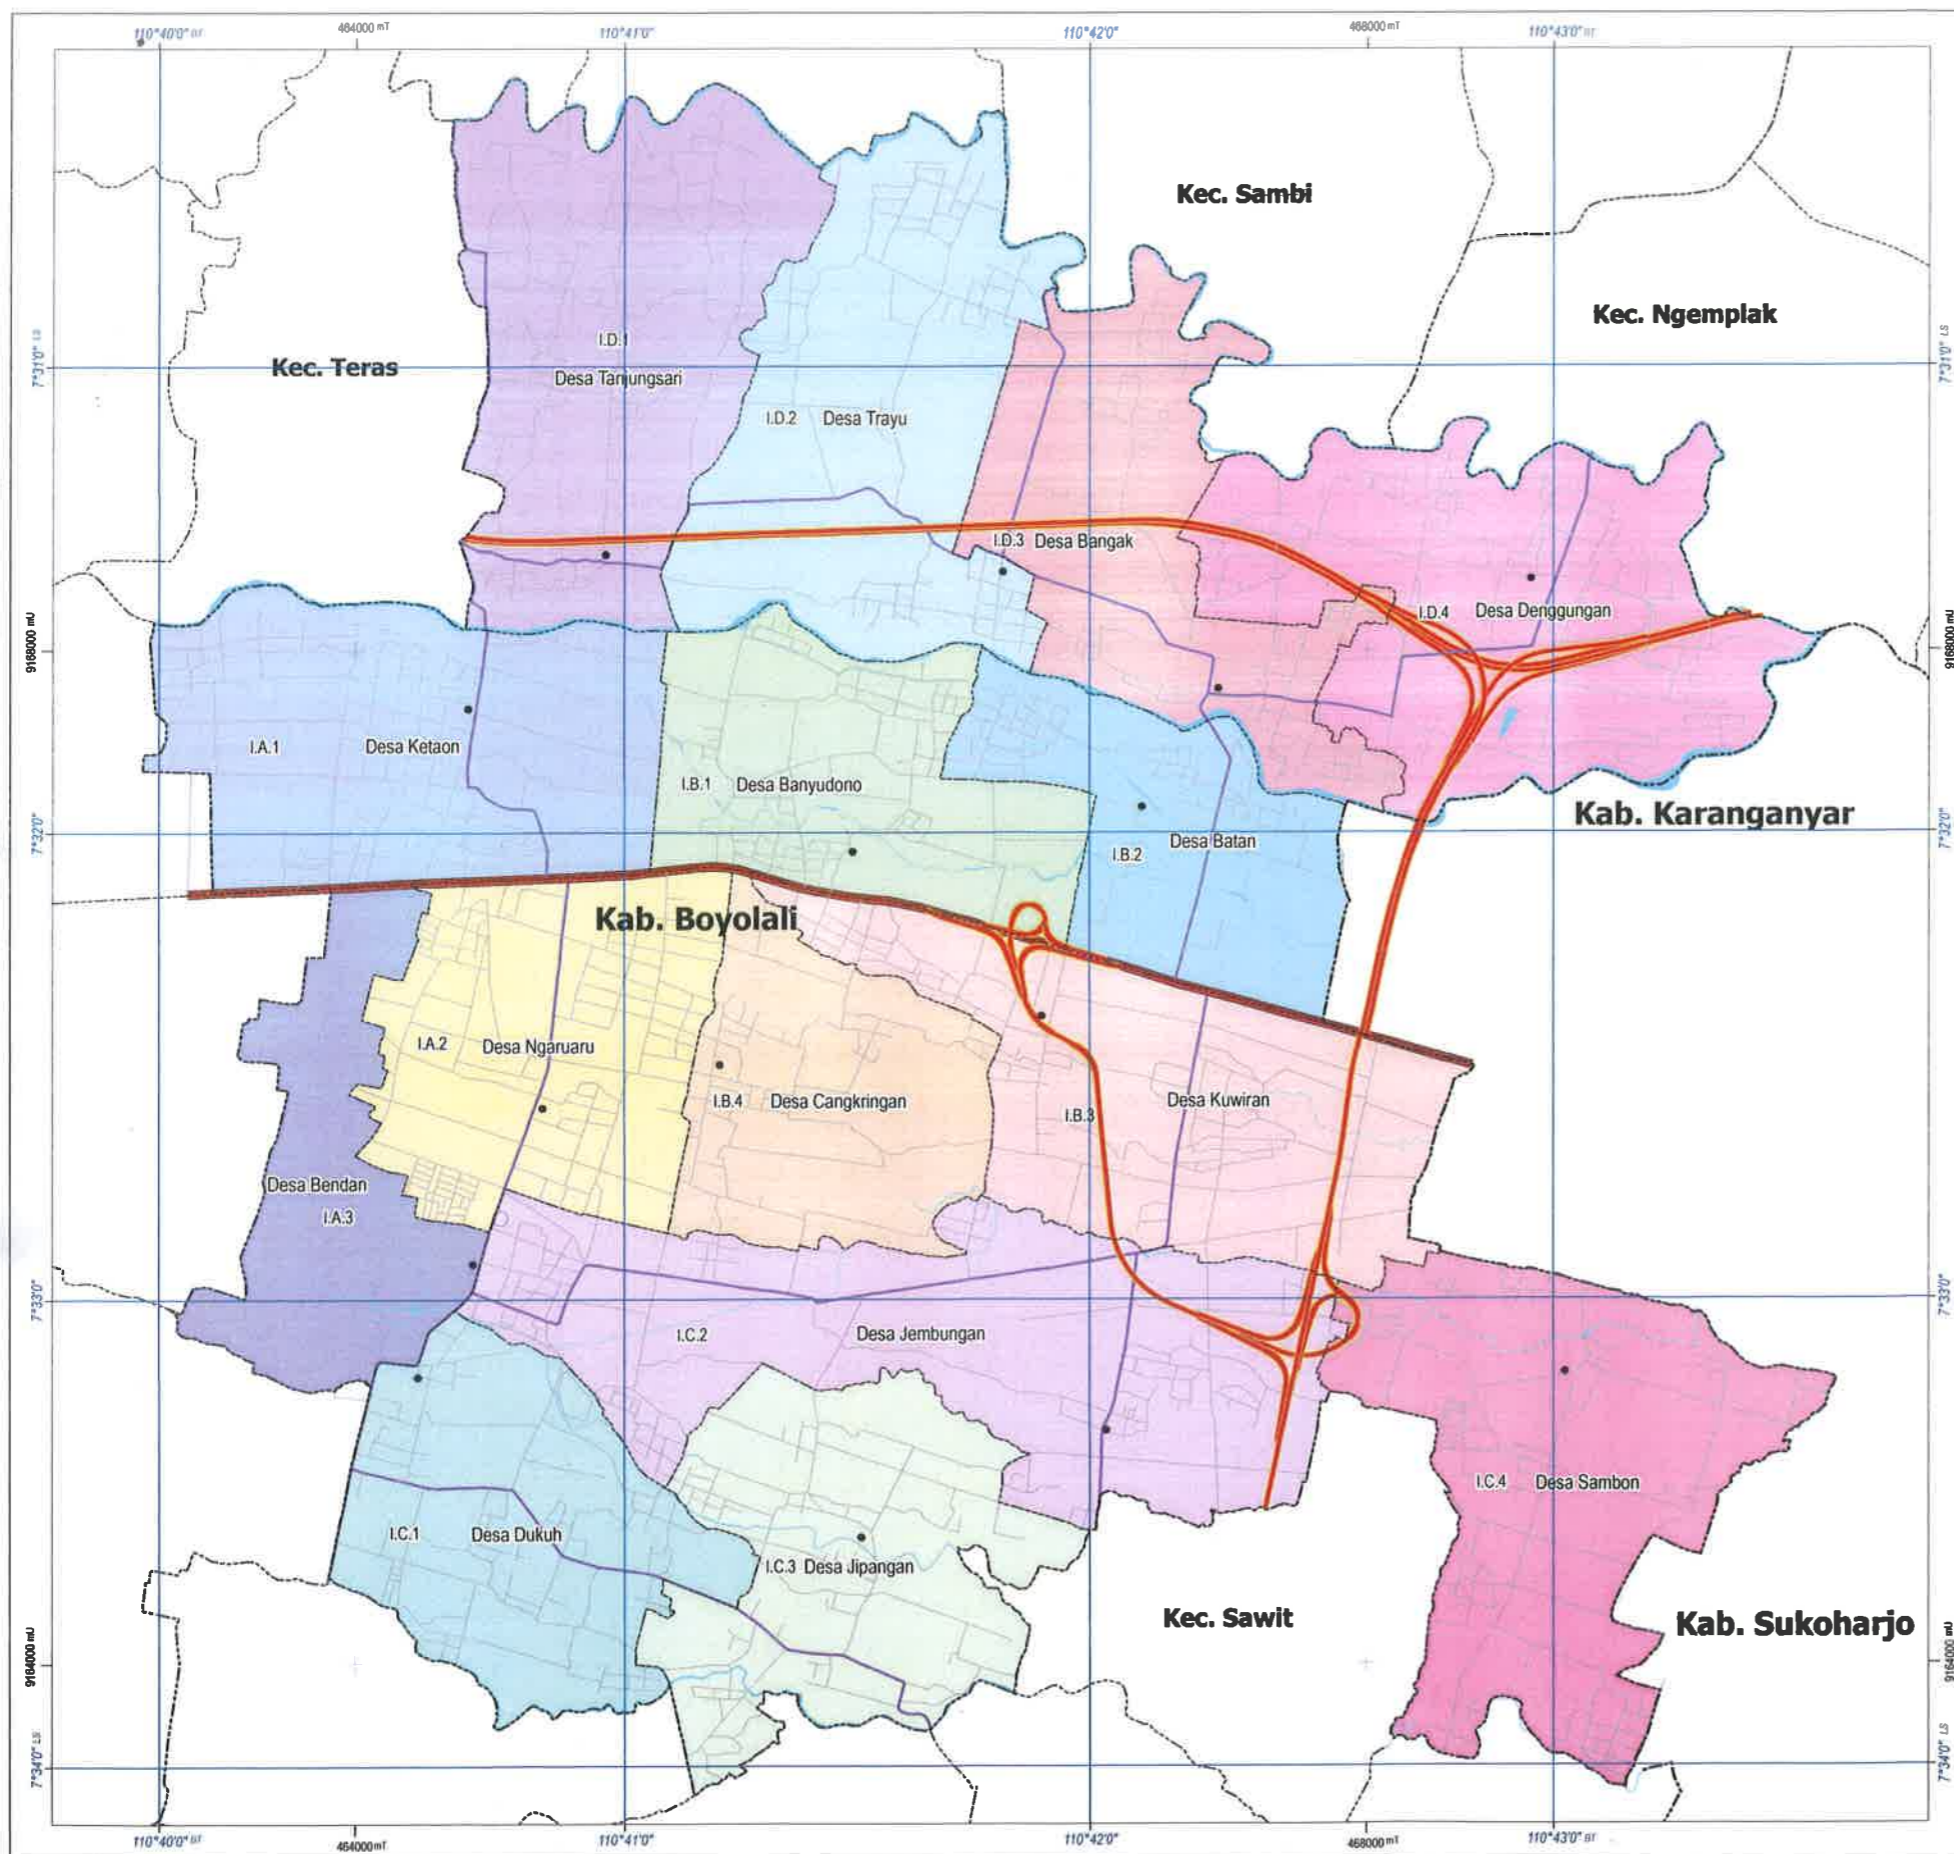 110°40'0" BT
464000 mT
110°41'0"
110°42'0"
468000 mT
110°43'0" BT
Kec. Sambi
Kec. Ngemplak
7°31'0" LS
Kec. Teras
I.D.1
Desa Tanjungsari
7°31'0" LS
I.D.2 Desa Trayu
I.D.3 Desa Bangak
I.D.4 Desa Denggungan
9168000 mU
9168000 mU
I.A.1 Desa Ketaon
I.B.1 Desa Banyudono
7°32'0"
I.B.2 Desa Batan
Kab. Karanganyar
7°32'0"
Kab. Boyolali
I.A.2 Desa Ngaruaru
I.B.4 Desa Cangkringan
I.B.3 Desa Kuwiran
Desa Bendan
I.A.3
7°33'0"
7°33'0"
I.C.2 Desa Jembungan
I.C.4 Desa Sambon
I.C.1 Desa Dukuh
I.C.3 Desa Jipangan
Kec. Sawit
Kab. Sukoharjo
9164000 mU
9164000 mU
7°34'0" LS
7°34'0" LS
110°40'0" BT
464000 mT
110°41'0"
110°42'0"
468000 mT
110°43'0" BT